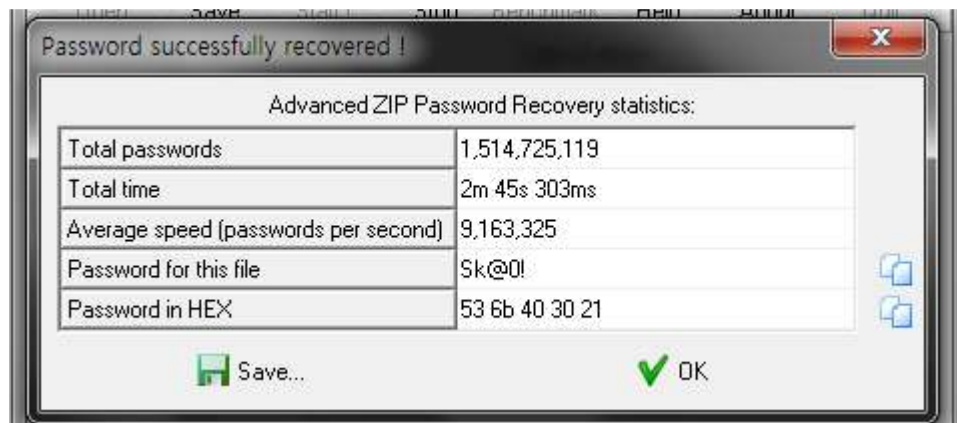 Save
Help
Password successfully recovered !
Advanced ZIP Password Recovery statistics:
Total passwords 1,514,725,119
Total time 2m 45s 303ms
Average speed (passwords per second) 9,163,325
Password for this file Sk@0!
Password in HEX 53 6b 40 30 21
Save... OK